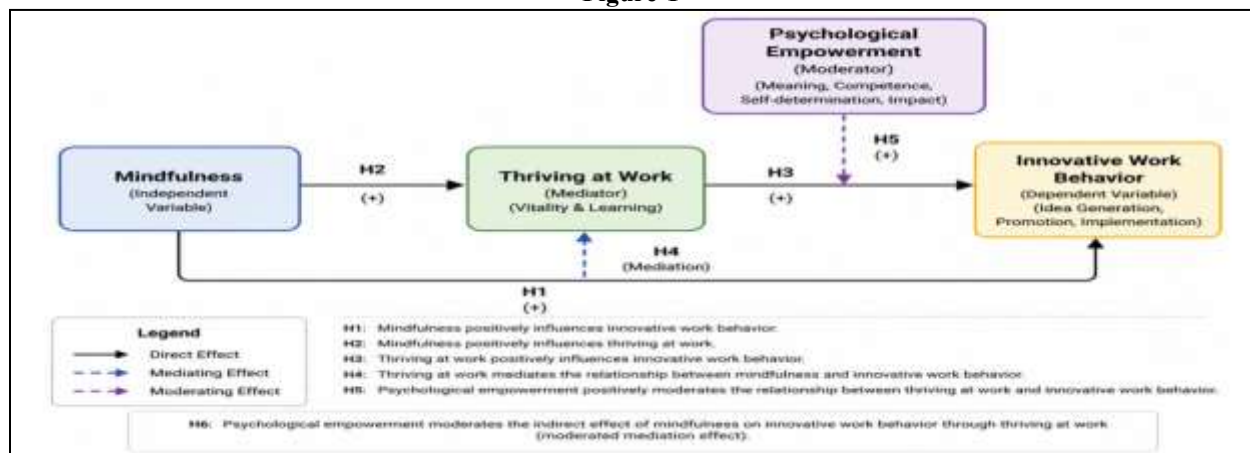 Psychological
Empowerment
(Moderator)
(Meaning, Competence,
Self-determination, Impact)
Mindfulness
(Independent
Variable)
H2
(+)
Thriving at Work
(Mediator)
(Vitality & Learning)
H3
(+)
H5
(+)
Innovative Work
Behavior
(Dependent Variable)
(Idea Generation,
Promotion, Implementation)
H4
(Mediation)
H1
(+)
Legend
Direct Effect
Mediating Effect
Moderating Effect
H1: Mindfulness positively influences innovative work behavior.
H2: Mindfulness positively influences thriving at work.
H3: Thriving at work positively influences innovative work behavior.
H4: Thriving at work mediates the relationship between mindfulness and innovative work behavior.
H5: Psychological empowerment positively moderates the relationship between thriving at work and innovative work behavior.
H6: Psychological empowerment moderates the indirect effect of mindfulness on innovative work behavior through thriving at work
(moderated mediation effect).